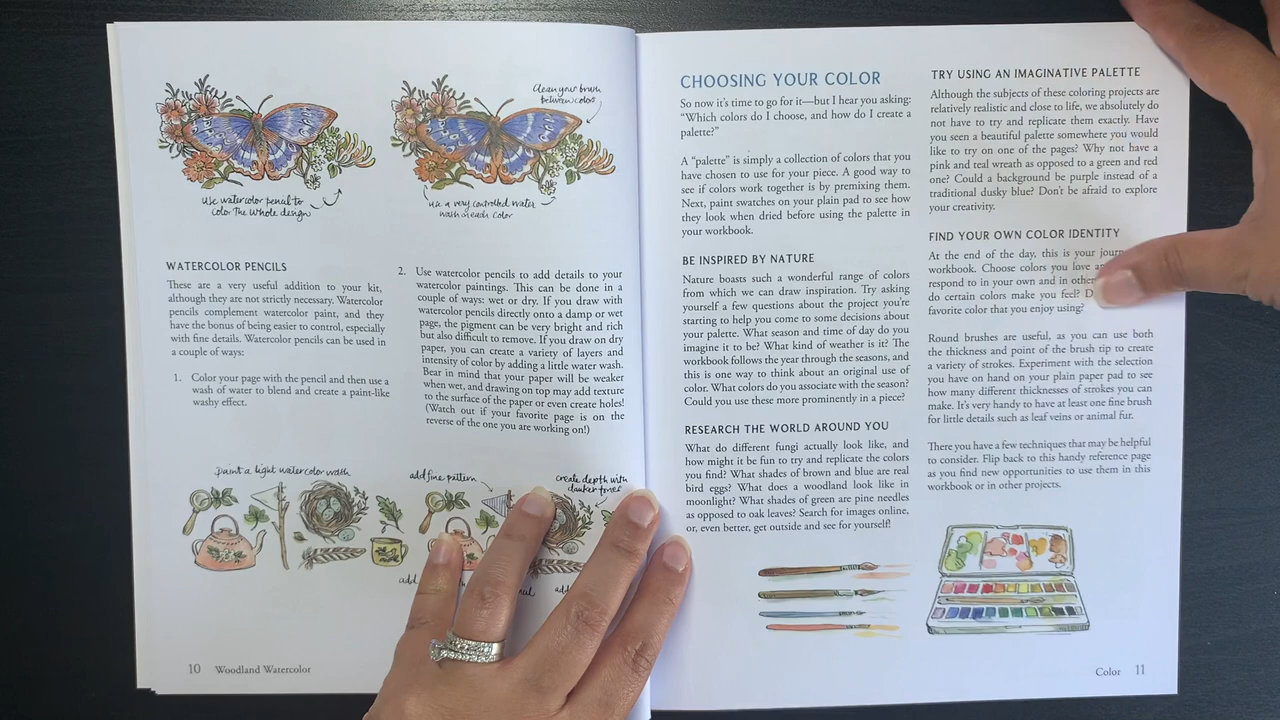 Clean your brush
between colors
Use watercolor pencil to
color the whole design
use a very controlled water
wash on each color
WATERCOLOR PENCILS
These are a very useful addition to your kit,
although they are not strictly necessary. Watercolor
pencils complement watercolor paint, and they
have the bonus of being easier to control, especially
with fine details. Watercolor pencils can be used in
a couple of ways:
1. Color your page with the pencil and then use a
wash of water to blend and create a paint-like
washy effect.
2. Use watercolor pencils to add details to your
watercolor paintings. This can be done in a
couple of ways: wet or dry. If you draw with
watercolor pencils directly onto a damp or wet
page, the pigment can be very bright and rich
but also difficult to remove. If you draw on dry
paper, you can create a variety of layers and
intensity of color by adding a little water wash.
Bear in mind that your paper will be weaker
when wet, and drawing on top may add texture
to the surface of the paper or even create holes!
(Watch out if your favorite page is on the
reverse of the one you are working on!)
paint a light watercolor wash
add fine pattern
create depth with
darker tones
add
add
10 Woodland Watercolor
CHOOSING YOUR COLOR
So now it's time to go for it—but I hear you asking:
"Which colors do I choose, and how do I create a
palette?"
A "palette" is simply a collection of colors that you
have chosen to use for your piece. A good way to
see if colors work together is by premixing them.
Next, paint swatches on your plain pad to see how
they look when dried before using the palette in
your workbook.
BE INSPIRED BY NATURE
Nature boasts such a wonderful range of colors
from which we can draw inspiration. Try asking
yourself a few questions about the project you're
starting to help you come to some decisions about
your palette. What season and time of day do you
imagine it to be? What kind of weather is it? The
workbook follows the year through the seasons, and
this is one way to think about an original use of
color. What colors do you associate with the season?
Could you use these more prominently in a piece?
RESEARCH THE WORLD AROUND YOU
What do different fungi actually look like, and
how might it be fun to try and replicate the colors
you find? What shades of brown and blue are real
bird eggs? What does a woodland look like in
moonlight? What shades of green are pine needles
as opposed to oak leaves? Search for images online,
or, even better, get outside and see for yourself!
TRY USING AN IMAGINATIVE PALETTE
Although the subjects of these coloring projects are
relatively realistic and close to life, we absolutely do
not have to try and replicate them exactly. Have
you seen a beautiful palette somewhere you would
like to try on one of the pages? Why not have a
pink and teal wreath as opposed to a green and red
one? Could a background be purple instead of a
traditional dusky blue? Don't be afraid to explore
your creativity.
FIND YOUR OWN COLOR IDENTITY
At the end of the day, this is your
workbook. Choose colors you love
respond to in your own and in other
do certain colors make you feel?
favorite color that you enjoy using?
Round brushes are useful, as you can use both
the thickness and point of the brush tip to create
a variety of strokes. Experiment with the selection
you have on hand on your plain paper pad to see
how many different thicknesses of strokes you can
make. It's very handy to have at least one fine brush
for little details such as leaf veins or animal fur.
There you have a few techniques that may be helpful
to consider. Flip back to this handy reference page
as you find new opportunities to use them in this
workbook or in other projects.
Color 11